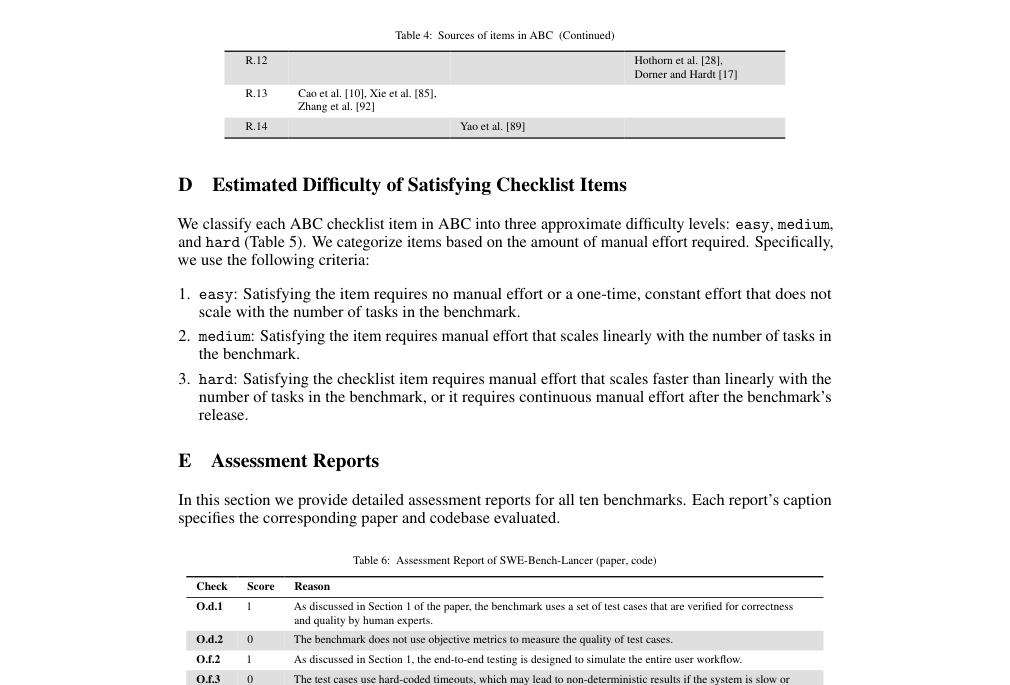 Table 4: Sources of items in ABC (Continued)
R.12 Hothorn et al. [28],
Dorner and Hardt [17]
R.13 Cao et al. [10], Xie et al. [85],
Zhang et al. [92]
R.14 Yao et al. [89]
D Estimated Difficulty of Satisfying Checklist Items
We classify each ABC checklist item in ABC into three approximate difficulty levels: easy, medium,
and hard (Table 5). We categorize items based on the amount of manual effort required. Specifically,
we use the following criteria:
1. easy: Satisfying the item requires no manual effort or a one-time, constant effort that does not
scale with the number of tasks in the benchmark.
2. medium: Satisfying the item requires manual effort that scales linearly with the number of tasks in
the benchmark.
3. hard: Satisfying the checklist item requires manual effort that scales faster than linearly with the
number of tasks in the benchmark, or it requires continuous manual effort after the benchmark's
release.
E Assessment Reports
In this section we provide detailed assessment reports for all ten benchmarks. Each report's caption
specifies the corresponding paper and codebase evaluated.
Table 6: Assessment Report of SWE-Bench-Lancer (paper, code)
Check Score Reason
O.d.1 1 As discussed in Section 1 of the paper, the benchmark uses a set of test cases that are verified for correctness
and quality by human experts.
O.d.2 0 The benchmark does not use objective metrics to measure the quality of test cases.
O.f.2 1 As discussed in Section 1, the end-to-end testing is designed to simulate the entire user workflow.
O.f.3 0 The test cases use hard-coded timeouts, which may lead to non-deterministic results if the system is slow or